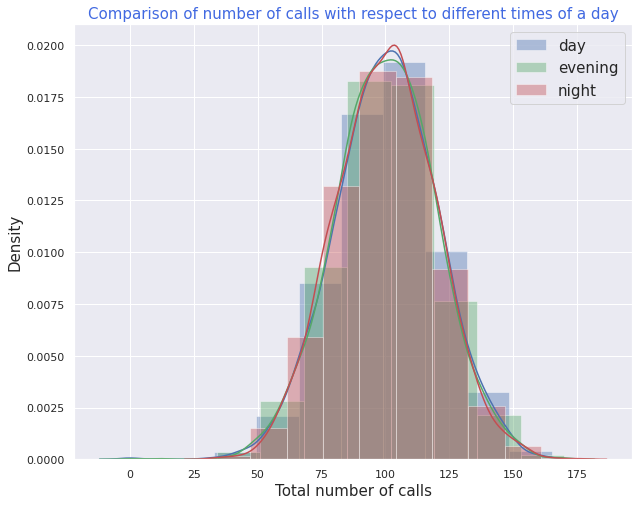 Comparison of number of calls with respect to different times of a day
day
evening
night
Density
0.0200
0.0175
0.0150
0.0125
0.0100
0.0075
0.0050
0.0025
0.0000
0 25 50 75 100 125 150 175
Total number of calls